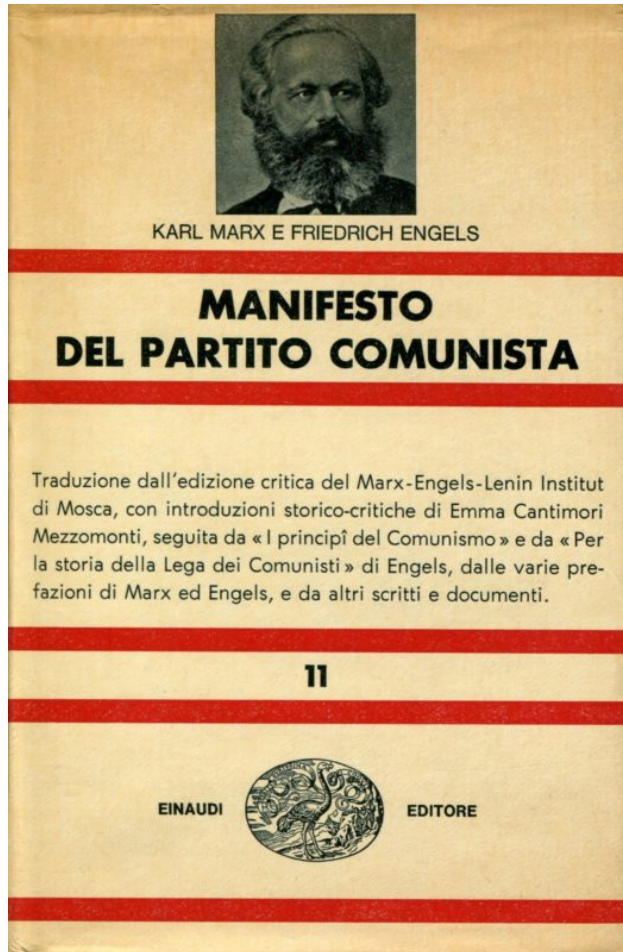 KARL MARX E FRIEDRICH ENGELS
MANIFESTO
DEL PARTITO COMUNISTA
Traduzione dall'edizione critica del Marx-Engels-Lenin Institut
di Mosca, con introduzioni storico-critiche di Emma Cantimori
Mezzomonti, seguita da « I principî del Comunismo » e da « Per
la storia della Lega dei Comunisti » di Engels, dalle varie pre-
fazioni di Marx ed Engels, e da altri scritti e documenti.
11
EINAUDI EDITORE